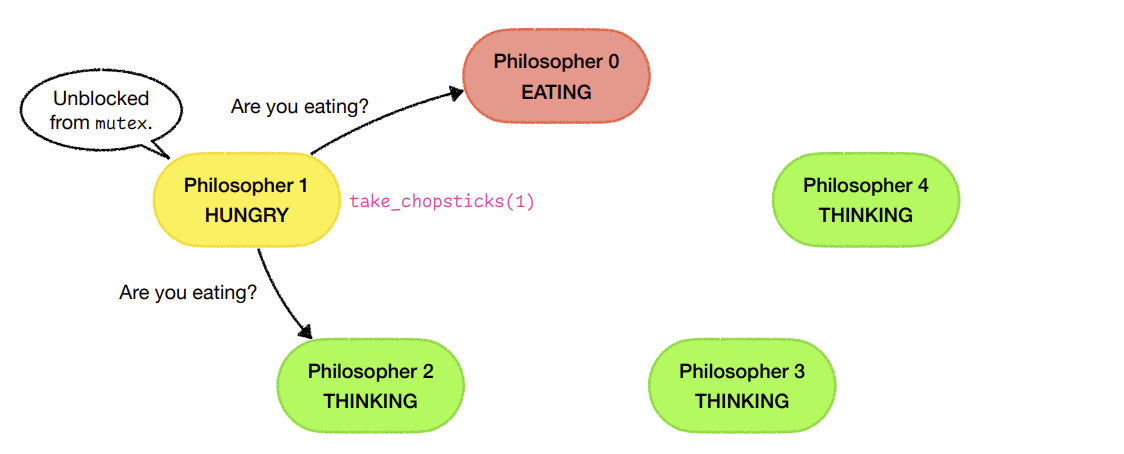 Philosopher 0
EATING
Unblocked
from mutex.
Are you eating?
Philosopher 1
HUNGRY
take_chopsticks(1)
Philosopher 4
THINKING
Are you eating?
Philosopher 2
THINKING
Philosopher 3
THINKING